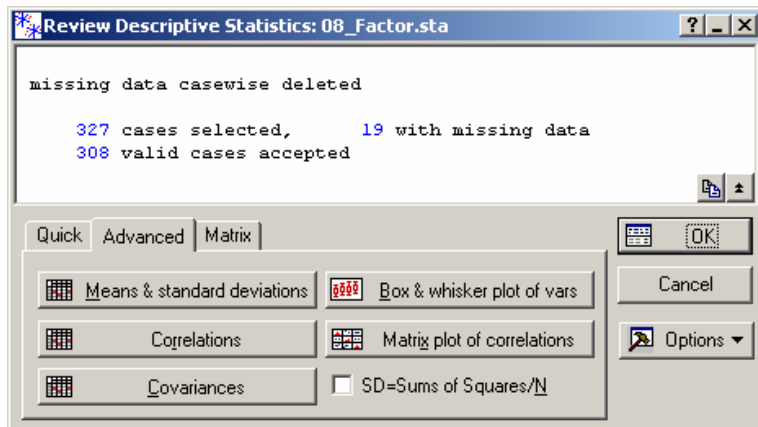 Review Descriptive Statistics: 08_Factor.sta
missing data casewise deleted
327 cases selected, 19 with missing data
308 valid cases accepted
Quick Advanced Matrix
Means & standard deviations
Box & whisker plot of vars
Correlations
Matrix plot of correlations
Covariances
SD=Sums of Squares/N
OK
Cancel
Options